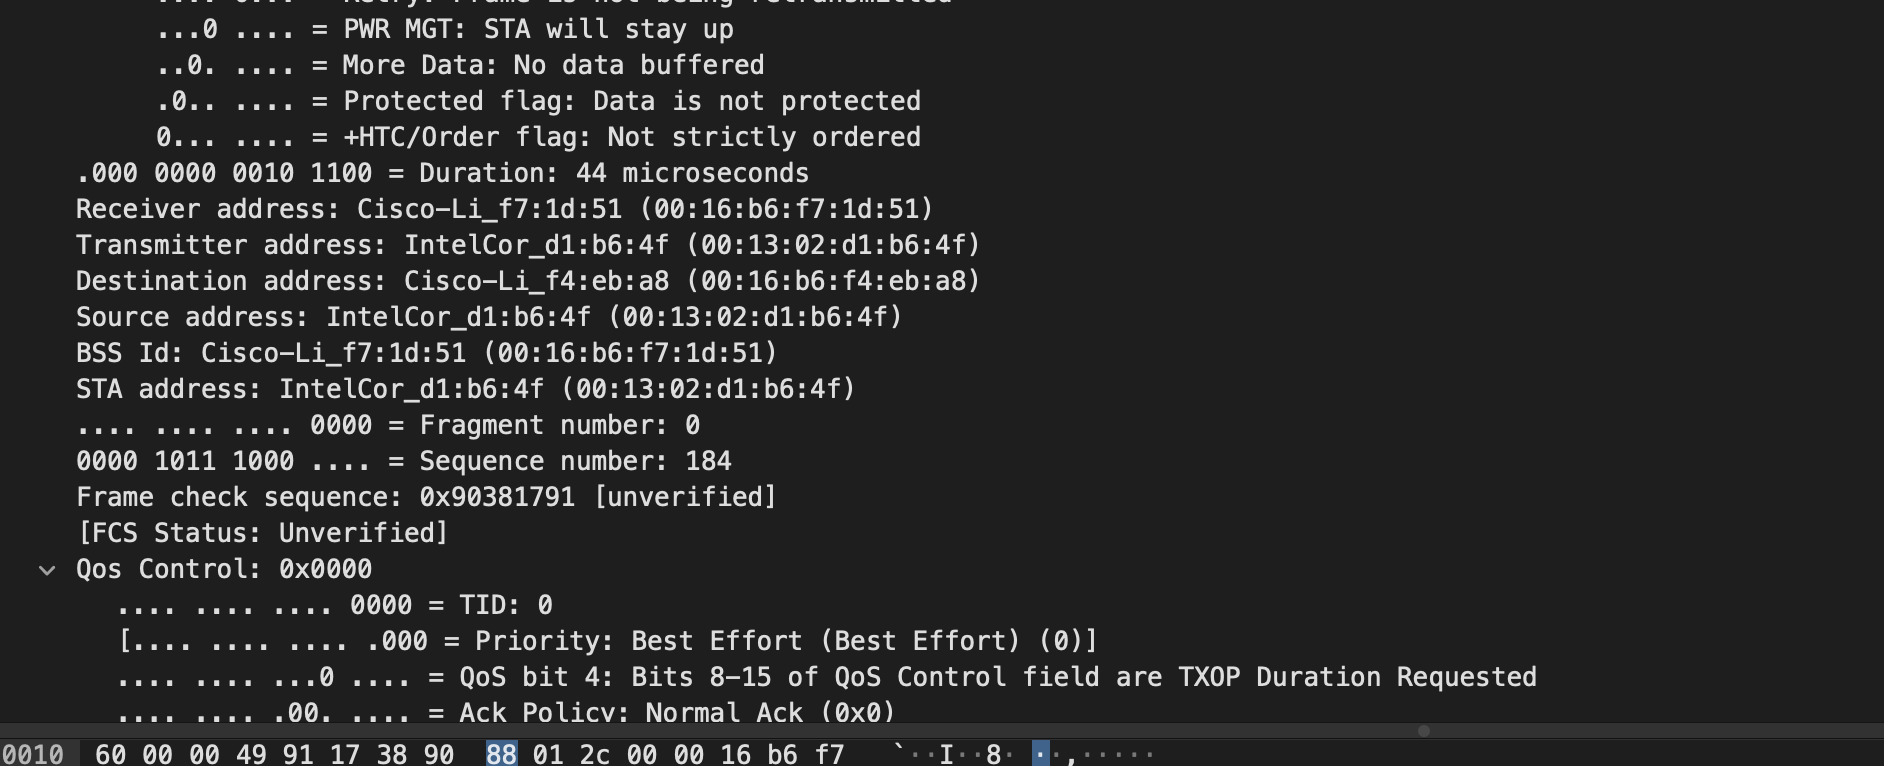 .... 0... = Retry: Frame is not being retransmitted
...0 .... = PWR MGT: STA will stay up
..0. .... = More Data: No data buffered
.0.. .... = Protected flag: Data is not protected
0... .... = +HTC/Order flag: Not strictly ordered
.000 0000 0010 1100 = Duration: 44 microseconds
Receiver address: Cisco-Li_f7:1d:51 (00:16:b6:f7:1d:51)
Transmitter address: IntelCor_d1:b6:4f (00:13:02:d1:b6:4f)
Destination address: Cisco-Li_f4:eb:a8 (00:16:b6:f4:eb:a8)
Source address: IntelCor_d1:b6:4f (00:13:02:d1:b6:4f)
BSS Id: Cisco-Li_f7:1d:51 (00:16:b6:f7:1d:51)
STA address: IntelCor_d1:b6:4f (00:13:02:d1:b6:4f)
.... .... .... 0000 = Fragment number: 0
0000 1011 1000 .... = Sequence number: 184
Frame check sequence: 0x90381791 [unverified]
[FCS Status: Unverified]
Qos Control: 0x0000
.... .... .... 0000 = TID: 0
[.... .... .... .000 = Priority: Best Effort (Best Effort) (0)]
.... .... ...0 .... = QoS bit 4: Bits 8-15 of QoS Control field are TXOP Duration Requested
.... .... .00. .... = Ack Policy: Normal Ack (0x0)
0010 60 00 00 49 91 17 38 90 88 01 2c 00 00 16 b6 f7 `··I··8· ··,·····